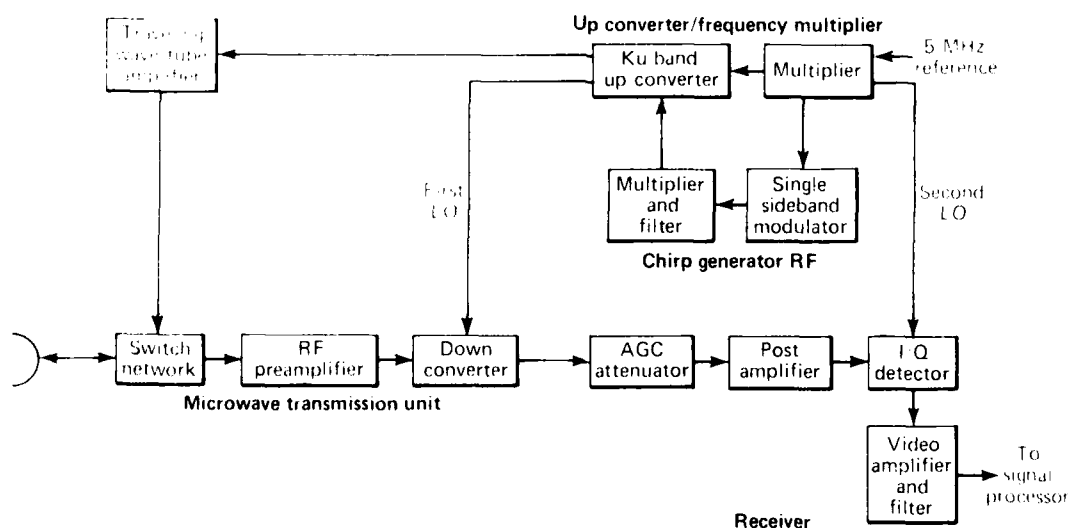 Up converter/frequency multiplier
wave tube
Ku band
up converter
Multiplier
5 MHz
reference
First
LO
Multiplier
and
filter
Single
sideband
modulator
Second
LO
Chirp generator RF
Switch
network
RF
preamplifier
Down
converter
AGC
attenuator
Post
amplifier
I/Q
detector
Microwave transmission unit
Video
amplifier
and
filter
To
signal
processor
Receiver